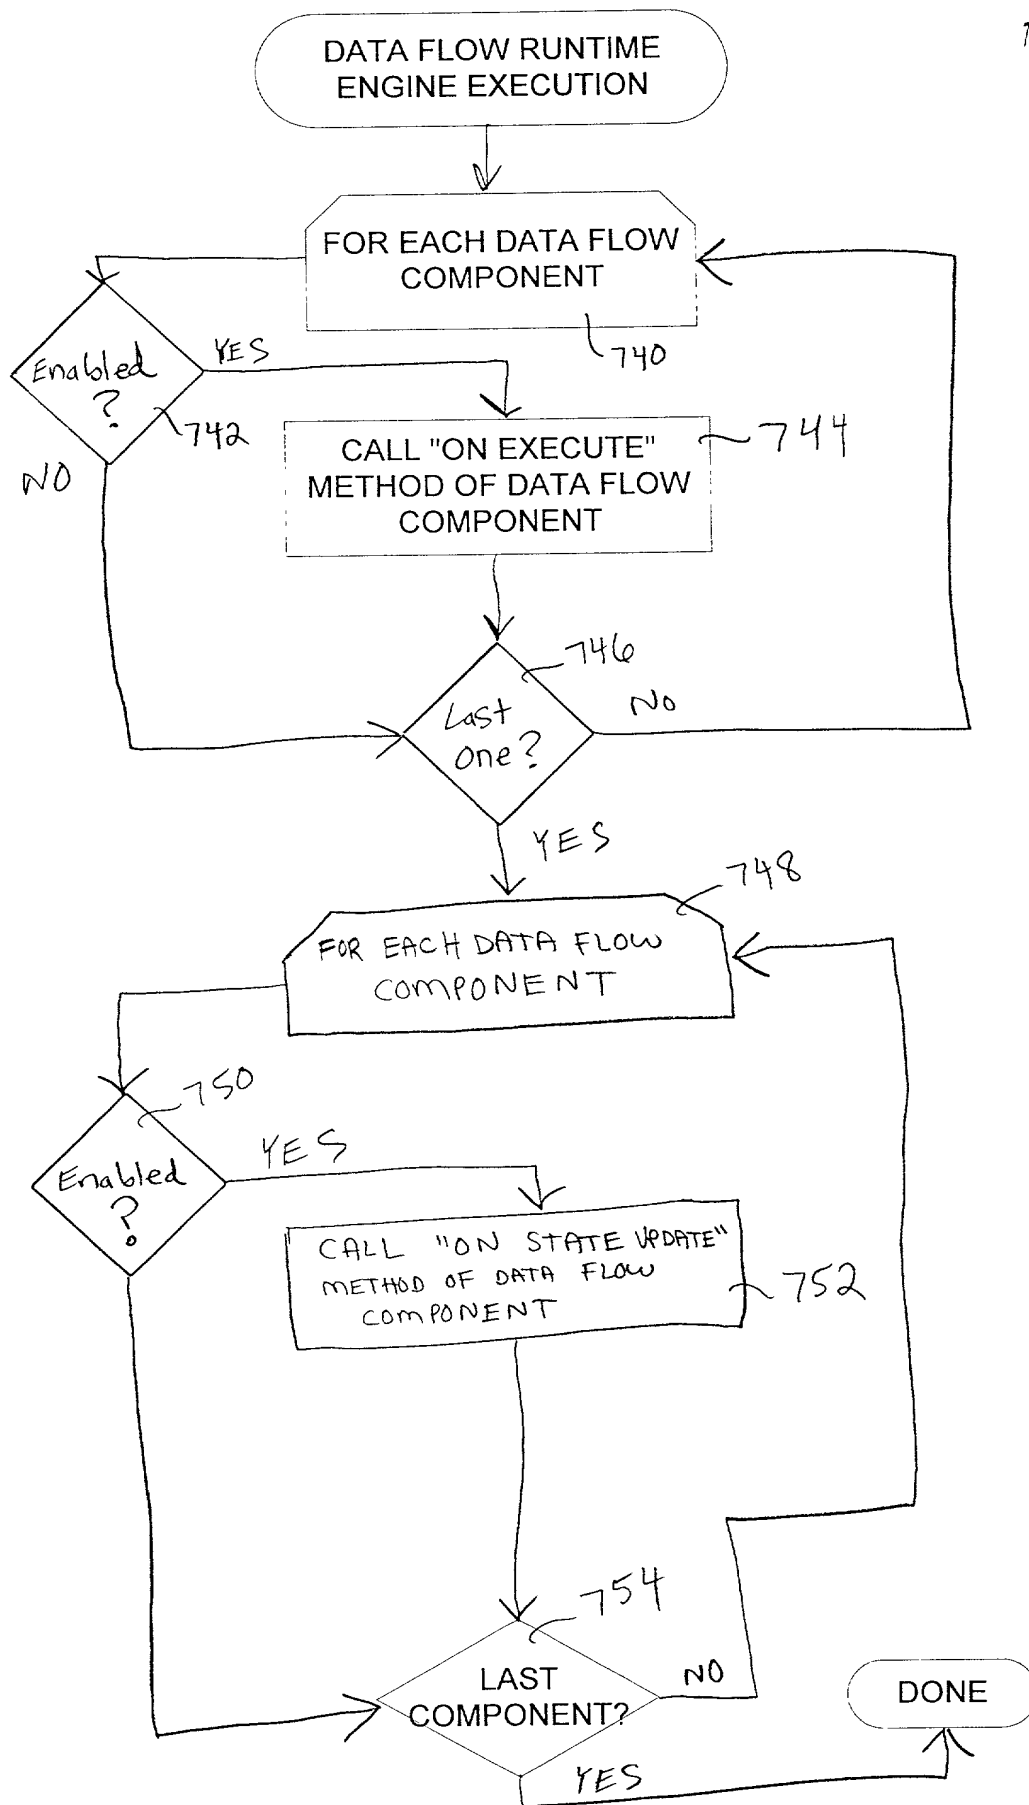 DATA FLOW RUNTIME
ENGINE EXECUTION
FOR EACH DATA FLOW
COMPONENT
740
Enabled
?
742
YES
NO
CALL "ON EXECUTE"
METHOD OF DATA FLOW
COMPONENT
744
746
Last
one?
NO
YES
748
FOR EACH DATA FLOW
COMPONENT
750
Enabled
?
YES
CALL "ON STATE UPDATE"
METHOD OF DATA FLOW
COMPONENT
752
754
LAST
COMPONENT?
NO
DONE
YES